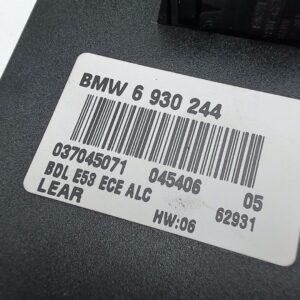 BMW 6 930 244
037045071 045406 05
BDL E53 ECE ALC 62931
LEAR HW:06